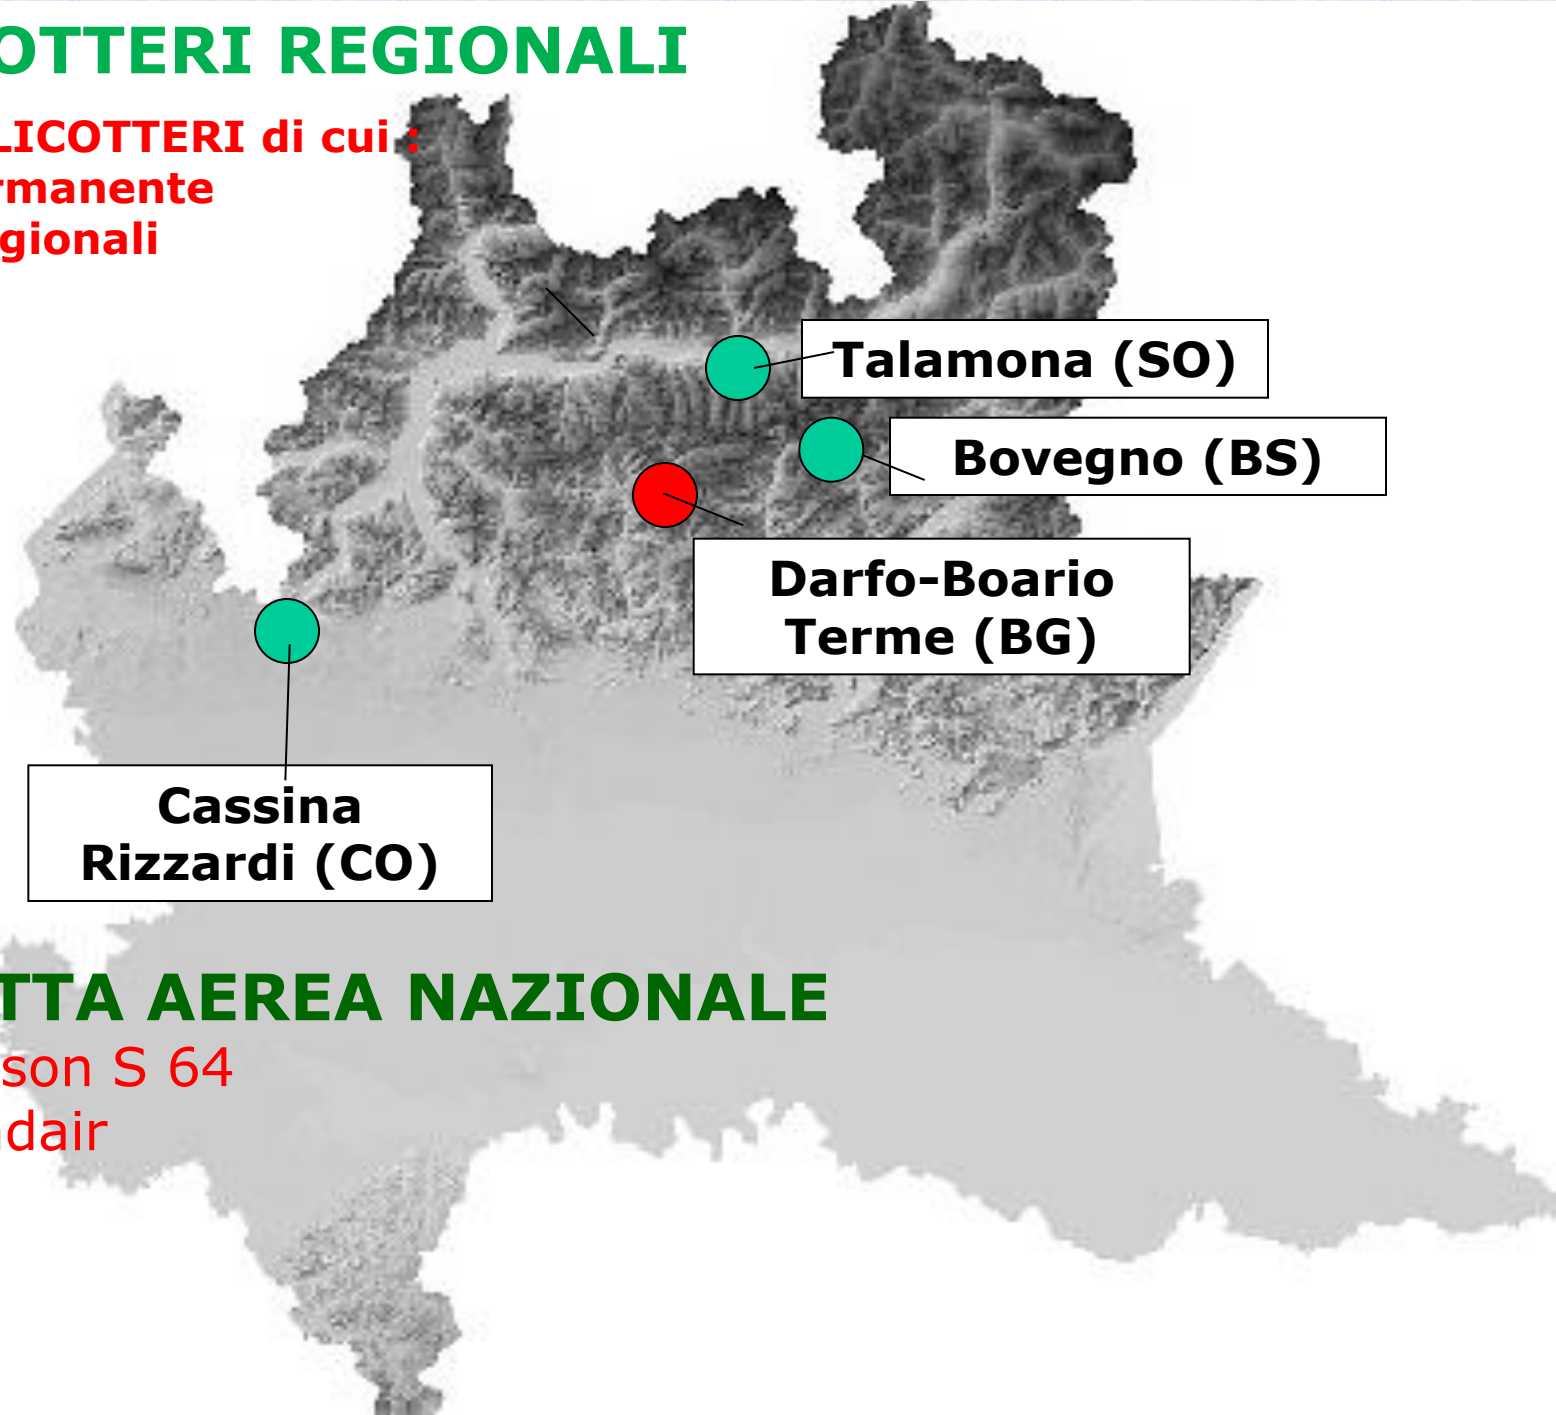 OTTERI REGIONALI
LICOTTERI di cui :
rmanente
gionali
Talamona (SO)
Bovegno (BS)
Darfo-Boario
Terme (BG)
Cassina
Rizzardi (CO)
TTA AEREA NAZIONALE
son S 64
dair